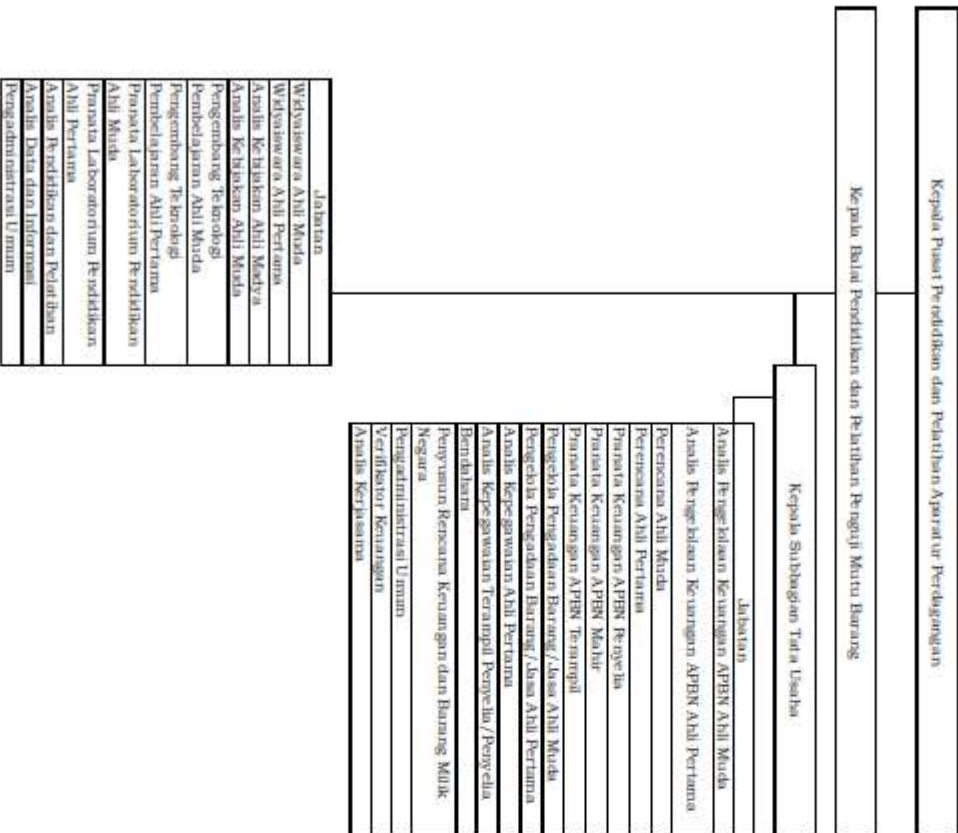 Kepala Pusat Pendidikan dan Pelatihan Aparatur Perdagangan
Kepala Balai Pendidikan dan Pelatihan Penguji Mutu Barang
Kepala Subbagian Tata Usaha
Jabatan
Analis Pengelolaan Keuangan APBN Ahli Muda
Analis Pengelolaan Keuangan APBN Ahli Pertama
Perencana Ahli Muda
Perencana Ahli Pertama
Pranata Keuangan APBN Penyelia
Pranata Keuangan APBN Mahir
Pranata Keuangan APBN Terampil
Pengelola Pengadaan Barang/Jasa Ahli Muda
Pengelola Pengadaan Barang/Jasa Ahli Pertama
Analis Kepegawaian Ahli Pertama
Analis Kepegawaian Terampil Penyelia/Penyelia
Bendahara
Penyusun Rencana Keuangan dan Barang Milik
Negara
Pengadministrasi Umum
Verifikator Keuangan
Analis Kerjasama
Jabatan
Widyaiswara Ahli Muda
Widyaiswara Ahli Pertama
Analis Kebijakan Ahli Madya
Analis Kebijakan Ahli Muda
Pengembang Teknologi
Pembelajaran Ahli Muda
Pengembang Teknologi
Pembelajaran Ahli Pertama
Pranata Laboratorium Pendidikan
Ahli Muda
Pranata Laboratorium Pendidikan
Ahli Pertama
Analis Pendidikan dan Pelatihan
Analis Data dan Informasi
Pengadministrasi Umum